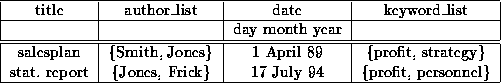 title author_list date keyword_list
day month year
salesplan {Smith, Jones} 1 April 89 {profit, strategy}
stat. report {Jones, Frick} 17 July 94 {profit, personnel}